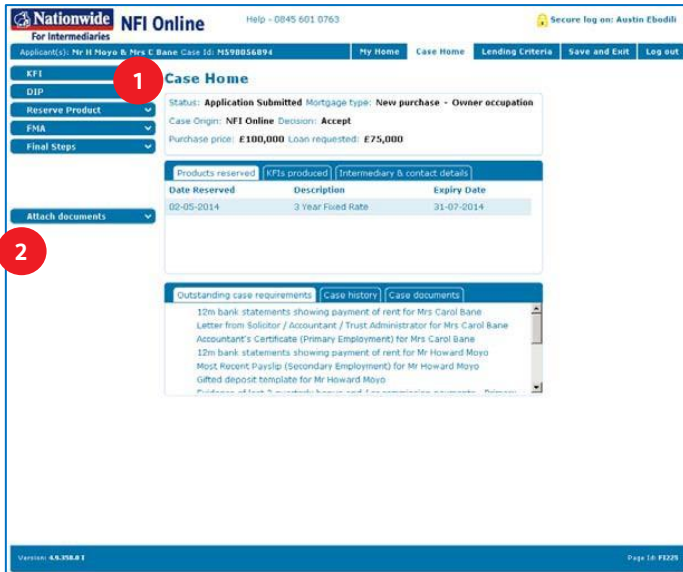 Nationwide NFI Online
For Intermediaries
Help - 0845 601 0763
Secure log on: Austin Ebodili
Applicant(s): Mr H Moyo & Mrs C Bane Case Id: M598056894
My Home
Case Home
Lending Criteria
Save and Exit
Log out
KFI
DIP
Reserve Product
FMA
Final Steps
Attach documents
1
2
Case Home
Status: Application Submitted Mortgage type: New purchase - Owner occupation
Case Origin: NFI Online Decision: Accept
Purchase price: £100,000 Loan requested: £75,000
Products reserved
KFIs produced
Intermediary & contact details
Date Reserved Description Expiry Date
02-05-2014 3 Year Fixed Rate 31-07-2014
Outstanding case requirements
Case history
Case documents
12m bank statements showing payment of rent for Mrs Carol Bane
Letter from Solicitor / Accountant / Trust Administrator for Mrs Carol Bane
Accountant's Certificate (Primary Employment) for Mrs Carol Bane
12m bank statements showing payment of rent for Mr Howard Moyo
Most Recent Payslip (Secondary Employment) for Mr Howard Moyo
Gifted deposit template for Mr Howard Moyo
Version: 4.9.358.0 I
Page Id: FI225